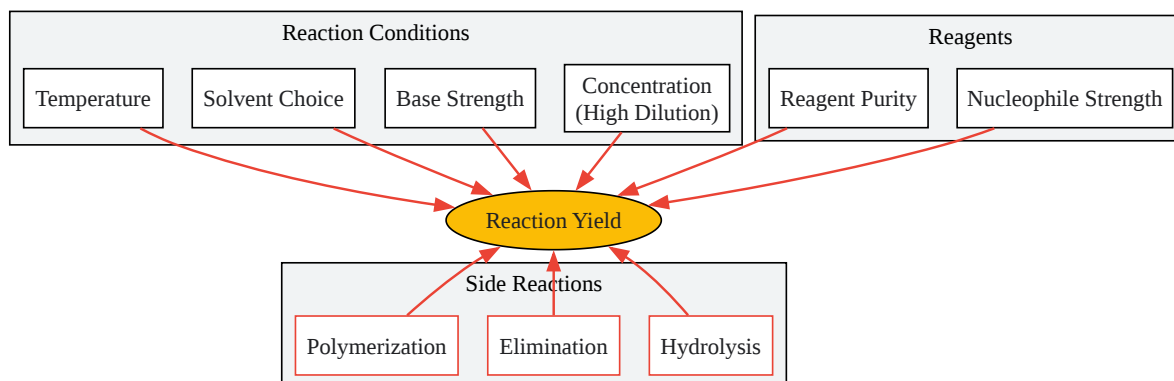 Reaction Conditions
Reagents
Temperature
Solvent Choice
Base Strength
Concentration
(High Dilution)
Reagent Purity
Nucleophile Strength
Reaction Yield
Side Reactions
Polymerization
Elimination
Hydrolysis